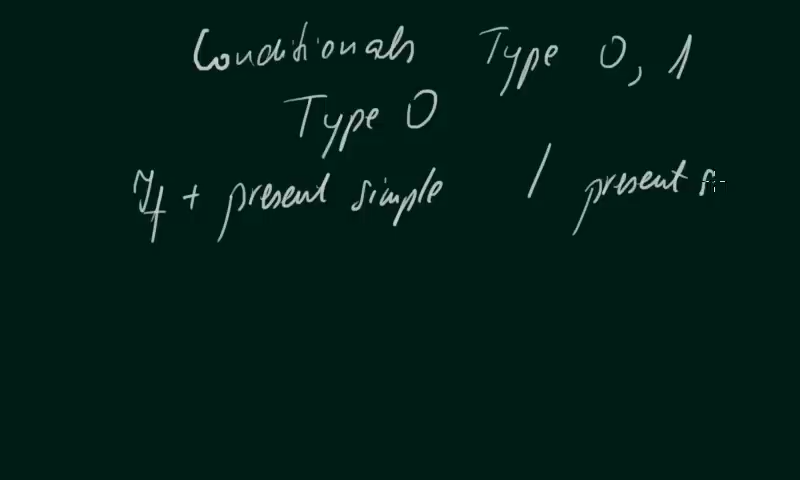 Conditionals Type 0, 1
Type 0
If + present simple / present s